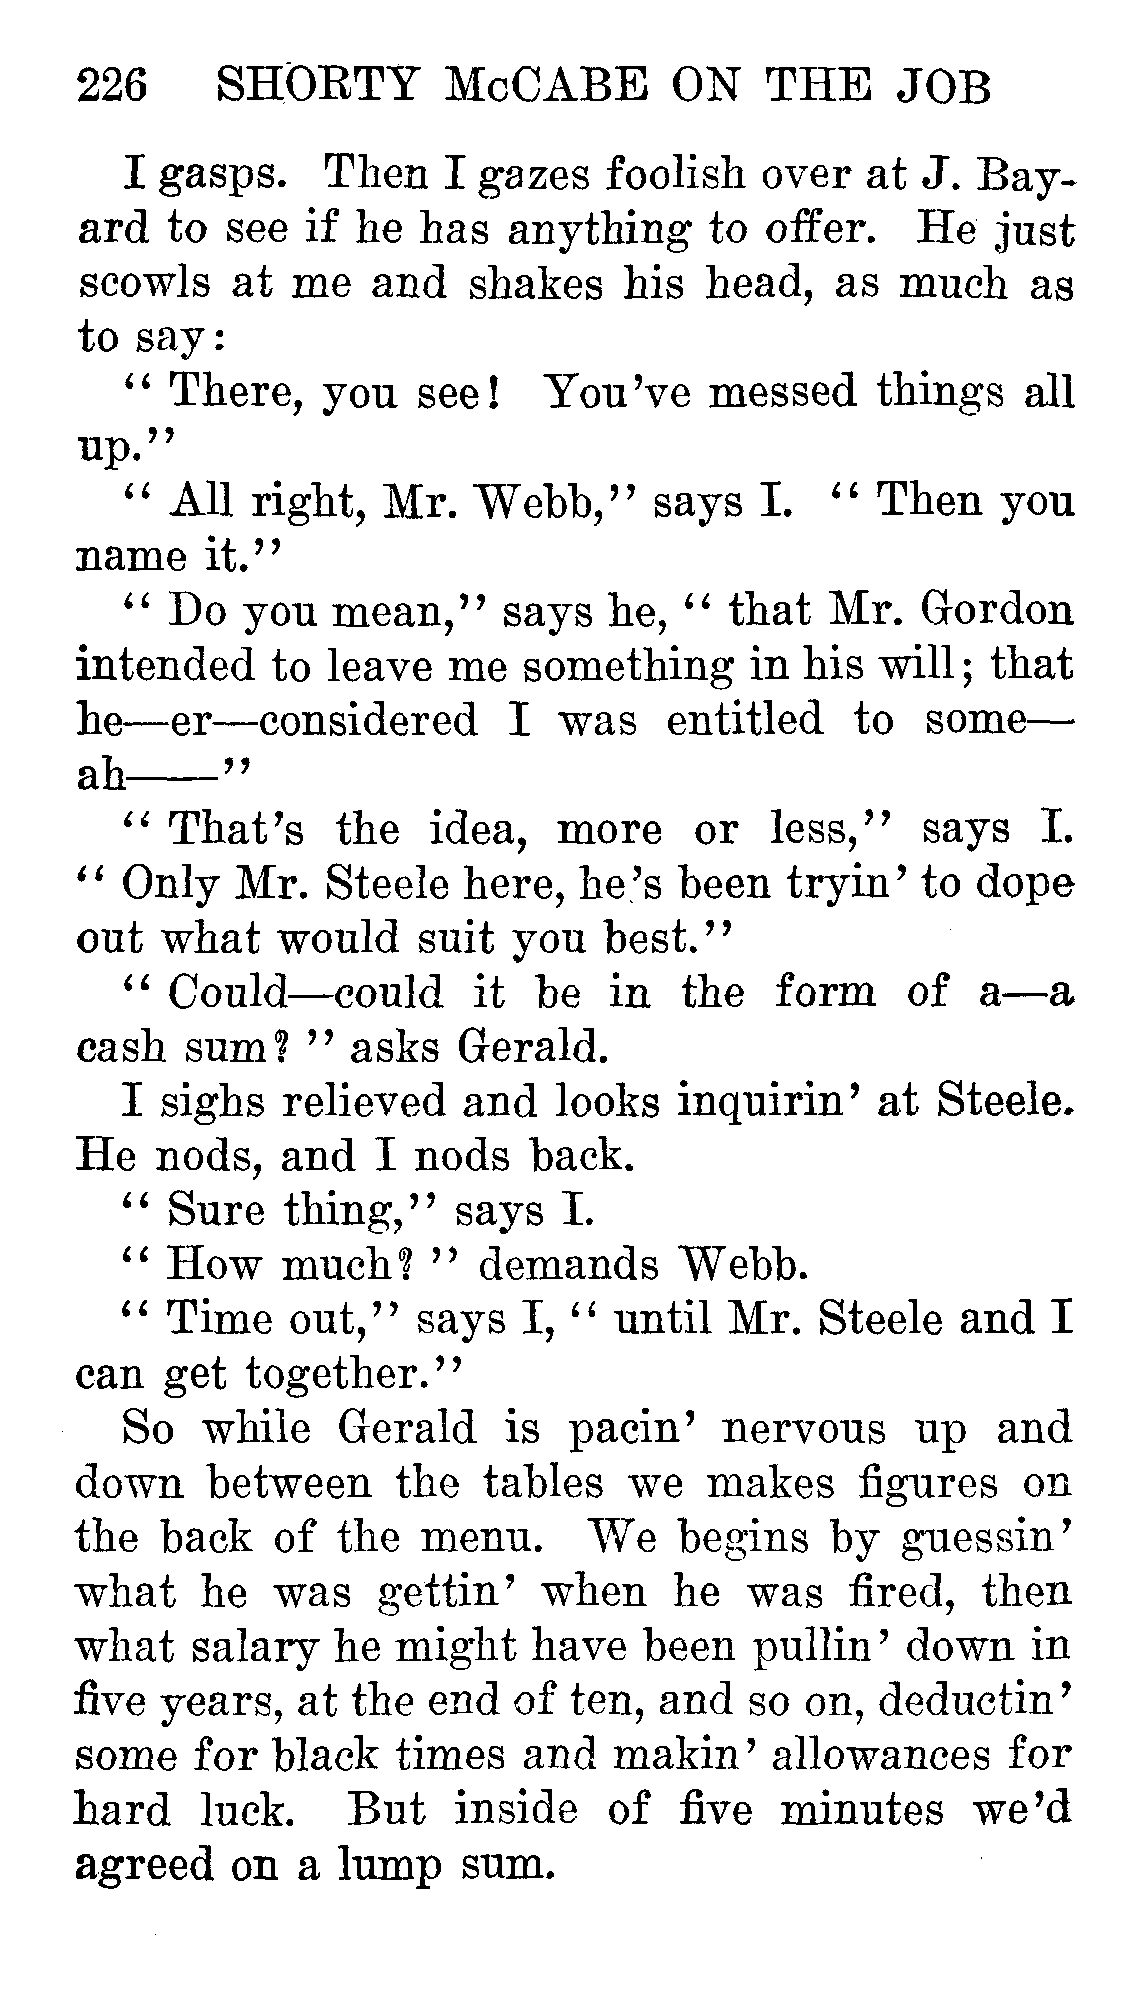 226 SHORTY McCABE ON THE JOB
I gasps. Then I gazes foolish over at J. Bay-
ard to see if he has anything to offer. He just
scowls at me and shakes his head, as much as
to say:
“ There, you see! You’ve messed things all
up.”
“ All right, Mr. Webb,” says I. “ Then you
name it.”
“ Do you mean,” says he, “ that Mr. Gordon
intended to leave me something in his will; that
he—er—considered I was entitled to some—
ah——”
“ That’s the idea, more or less,” says I.
“ Only Mr. Steele here, he’s been tryin’ to dope
out what would suit you best.”
“ Could—could it be in the form of a—a
cash sum? ” asks Gerald.
I sighs relieved and looks inquirin’ at Steele.
He nods, and I nods back.
“ Sure thing,” says I.
“ How much? ” demands Webb.
“ Time out,” says I, “ until Mr. Steele and I
can get together.”
So while Gerald is pacin’ nervous up and
down between the tables we makes figures on
the back of the menu. We begins by guessin’
what he was gettin’ when he was fired, then
what salary he might have been pullin’ down in
five years, at the end of ten, and so on, deductin’
some for black times and makin’ allowances for
hard luck. But inside of five minutes we’d
agreed on a lump sum.